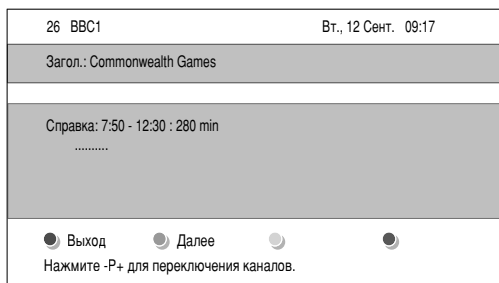 26 BBC1 Вт., 12 Сент. 09:17
Загол.: Commonwealth Games
Справка: 7:50 - 12:30 : 280 min
..........
Выход Далее
Нажмите -P+ для переключения каналов.